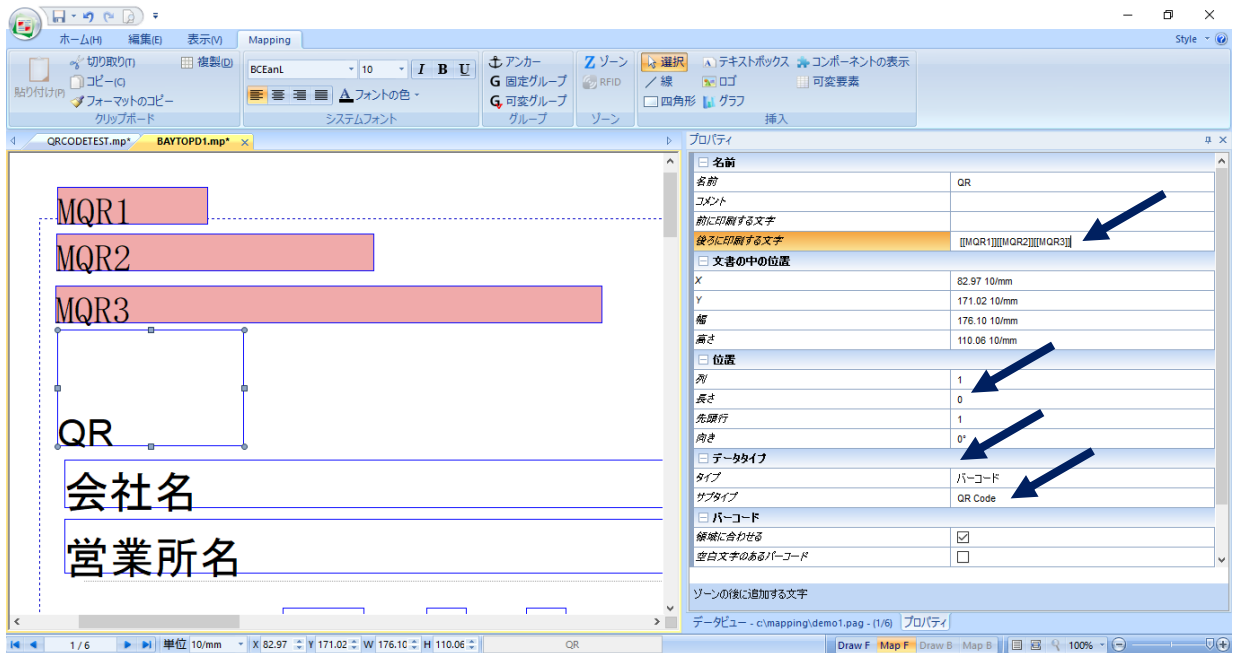 ホーム(H) 編集(E) 表示(V) Mapping Style
貼り付け(P)
切り取り(T) 複製(D)
コピー(C)
フォーマットのコピー
クリップボード
BCEanL 10 I B U
フォントの色
システムフォント
アンカー
G 固定グループ
G 可変グループ
グループ
Z ゾーン
RFID
ゾーン
選択 テキストボックス コンポーネントの表示
線 ロゴ 可変要素
四角形 グラフ
挿入
QRCODETEST.mp* BAYTOPD1.mp*
MQR1
MQR2
MQR3
QR
会社名
営業所名
プロパティ
名前
名前 QR
コメント
前に印刷する文字
後ろに印刷する文字 [[MQR1]][[MQR2]][[MQR3]]
文書の中の位置
X 82.97 10/mm
Y 171.02 10/mm
幅 176.10 10/mm
高さ 110.06 10/mm
位置
列 1
長さ 0
先頭行 1
向き 0°
データタイプ
タイプ バーコード
サブタイプ QR Code
バーコード
領域に合わせる
空白文字のあるバーコード
ゾーンの後に追加する文字
データビュー - c:\mapping\demo1.pag - (1/6) プロパティ
1/6 単位 10/mm X 82.97 Y 171.02 W 176.10 H 110.06 QR Draw F Map F Draw B Map B 100%